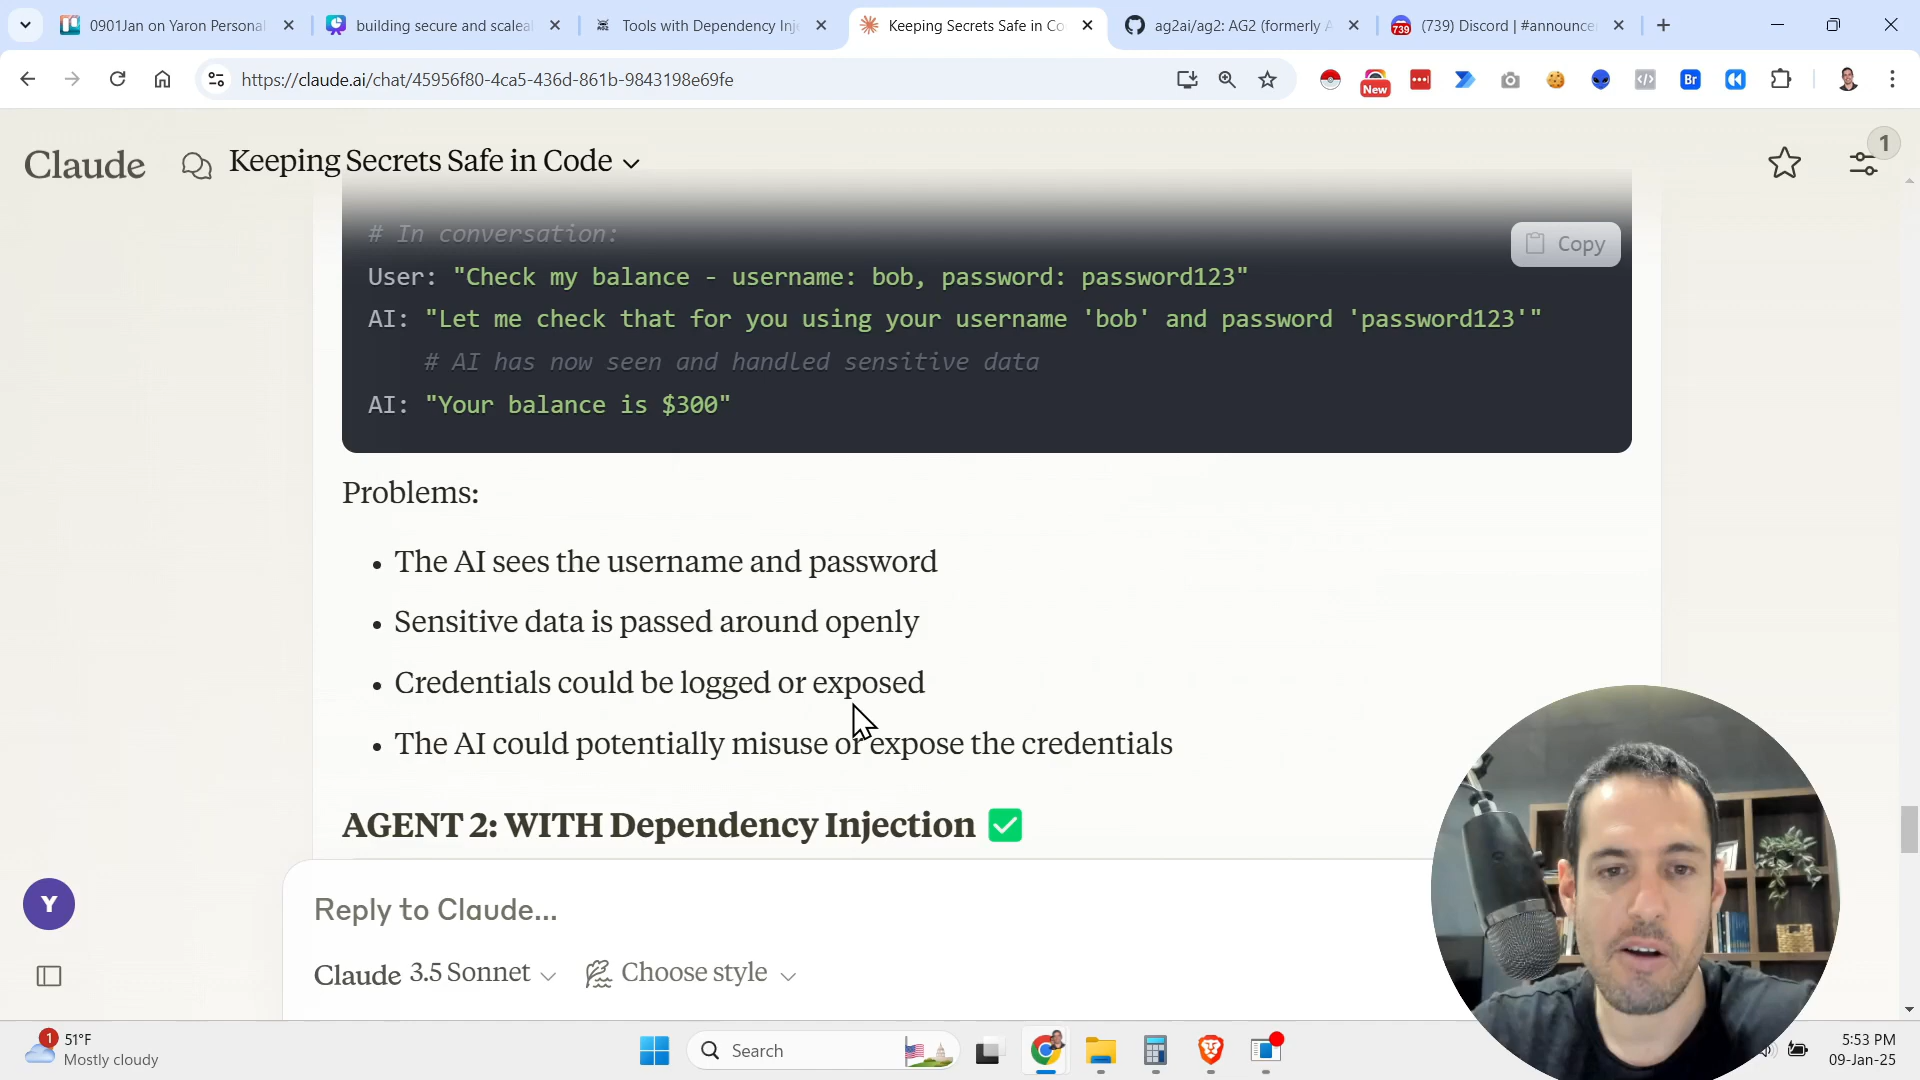 0901Jan on Yaron Personal
building secure and scaleal
Tools with Dependency Inj
Keeping Secrets Safe in Co
ag2ai/ag2: AG2 (formerly A
(739) Discord | #announce
https://claude.ai/chat/45956f80-4ca5-436d-861b-9843198e69fe
New
Br
Claude
Keeping Secrets Safe in Code
1
# In conversation:
Copy
User: "Check my balance - username: bob, password: password123"
AI: "Let me check that for you using your username 'bob' and password 'password123'"
# AI has now seen and handled sensitive data
AI: "Your balance is $300"
Problems:
• The AI sees the username and password
• Sensitive data is passed around openly
• Credentials could be logged or exposed
• The AI could potentially misuse or expose the credentials
AGENT 2: WITH Dependency Injection ✅
Y
Reply to Claude...
Claude 3.5 Sonnet
Choose style
1
51°F
Mostly cloudy
Search
5:53 PM
09-Jan-25